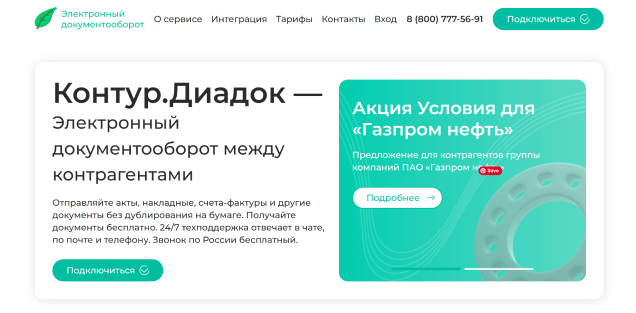 Электронный
документооборот
О сервисе Интеграция Тарифы Контакты Вход 8 (800) 777-56-91 Подключиться
Контур.Диадок —
Электронный
документооборот между
контрагентами
Отправляйте акты, накладные, счета-фактуры и другие
документы без дублирования на бумаге. Получайте
документы бесплатно. 24/7 техподдержка отвечает в чате,
по почте и телефону. Звонок по России бесплатный.
Подключиться
Акция Условия для
«Газпром нефть»
Предложение для контрагентов группы
компаний ПАО «Газпром
Save
Подробнее